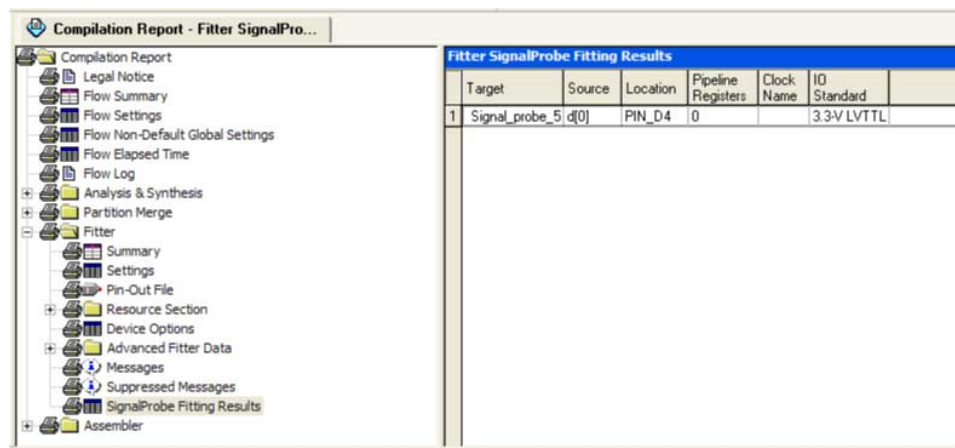 Compilation Report - Fitter SignalPro...
Compilation Report
Legal Notice
Flow Summary
Flow Settings
Flow Non-Default Global Settings
Flow Elapsed Time
Flow Log
Analysis & Synthesis
Partition Merge
Fitter
Summary
Settings
Pin-Out File
Resource Section
Device Options
Advanced Fitter Data
Messages
Suppressed Messages
SignalProbe Fitting Results
Assembler
Fitter SignalProbe Fitting Results
Target Source Location Pipeline Registers Clock Name IO Standard
1 Signal_probe_5 d[0] PIN_D4 0 3.3-V LVTTL